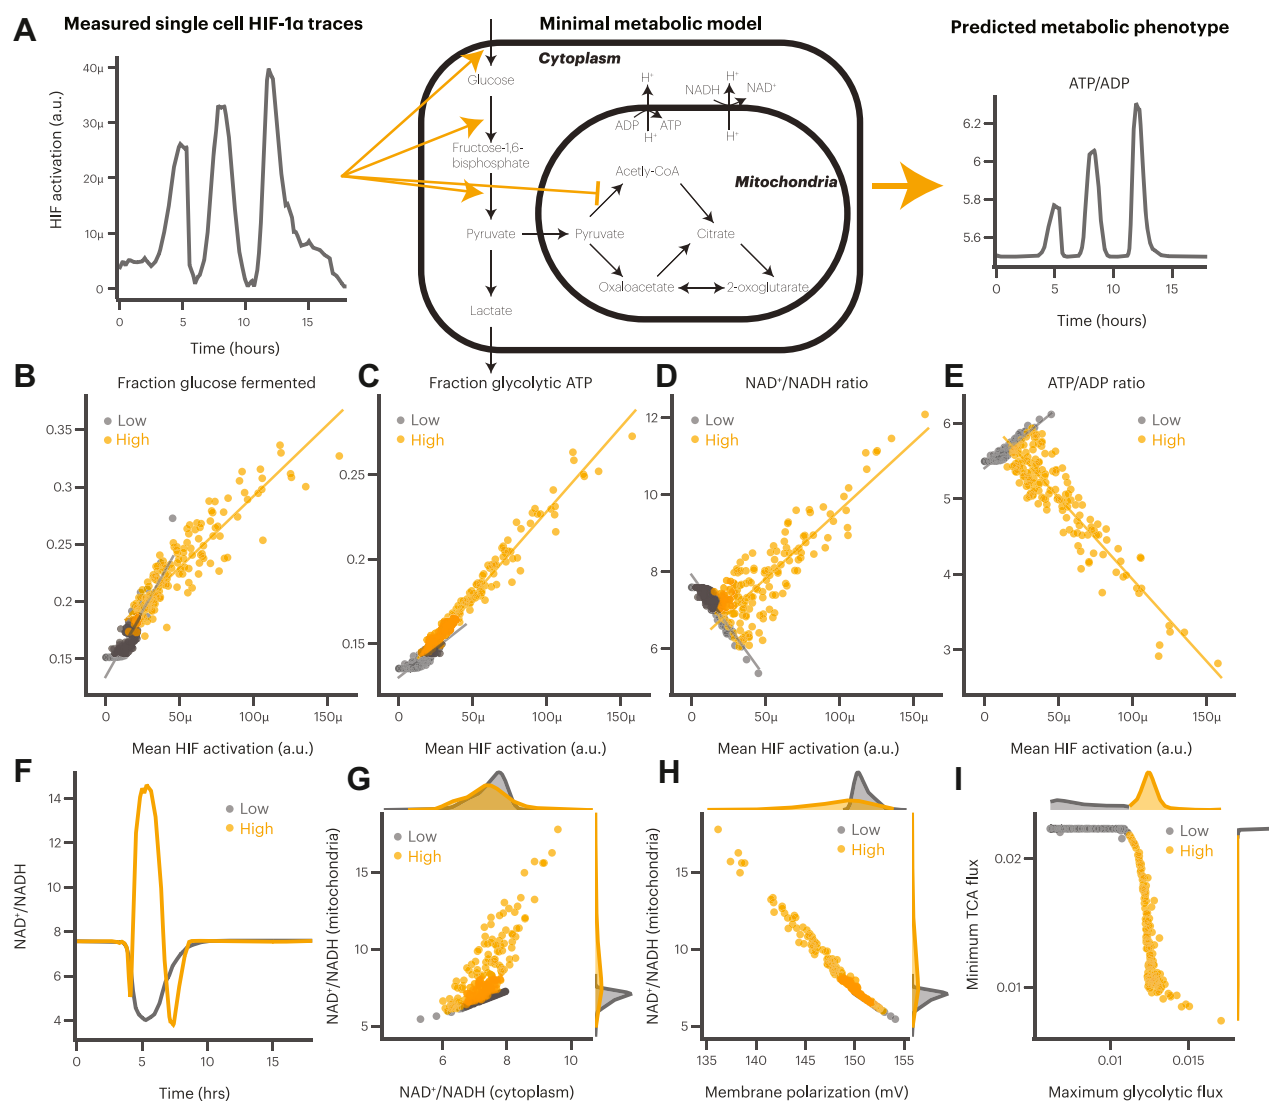 A
Measured single cell HIF-1α traces
Minimal metabolic model
Predicted metabolic phenotype
HIF activation (a.u.)
40μ
30μ
20μ
10μ
0
0 5 10 15
Time (hours)
Cytoplasm
Glucose
Fructose-1,6-
bisphosphate
Pyruvate
Lactate
H⁺ H⁺
NADH NAD⁺
ADP ATP
H⁺ H⁺
Acetly-CoA
Mitochondria
Pyruvate
Citrate
Oxaloacetate
2-oxoglutarate
ATP/ADP
6.2
6
5.8
5.6
0 5 10 15
Time (hours)
B
Fraction glucose fermented
Low
High
0.35
0.3
0.25
0.2
0.15
0 50μ 100μ 150μ
Mean HIF activation (a.u.)
C
Fraction glycolytic ATP
Low
High
0.25
0.2
0.15
0 50μ 100μ 150μ
Mean HIF activation (a.u.)
D
NAD⁺/NADH ratio
Low
High
12
10
8
6
0 50μ 100μ 150μ
Mean HIF activation (a.u.)
E
ATP/ADP ratio
Low
High
6
5
4
3
0 50μ 100μ 150μ
Mean HIF activation (a.u.)
F
NAD⁺/NADH
Low
High
14
12
10
8
6
4
0 5 10 15
Time (hrs)
G
NAD⁺/NADH (mitochondria)
Low
High
15
10
5
6 8 10
NAD⁺/NADH (cytoplasm)
H
NAD⁺/NADH (mitochondria)
Low
High
15
10
5
135 140 145 150 155
Membrane polarization (mV)
I
Minimum TCA flux
Low
High
0.02
0.01
0.01 0.015
Maximum glycolytic flux